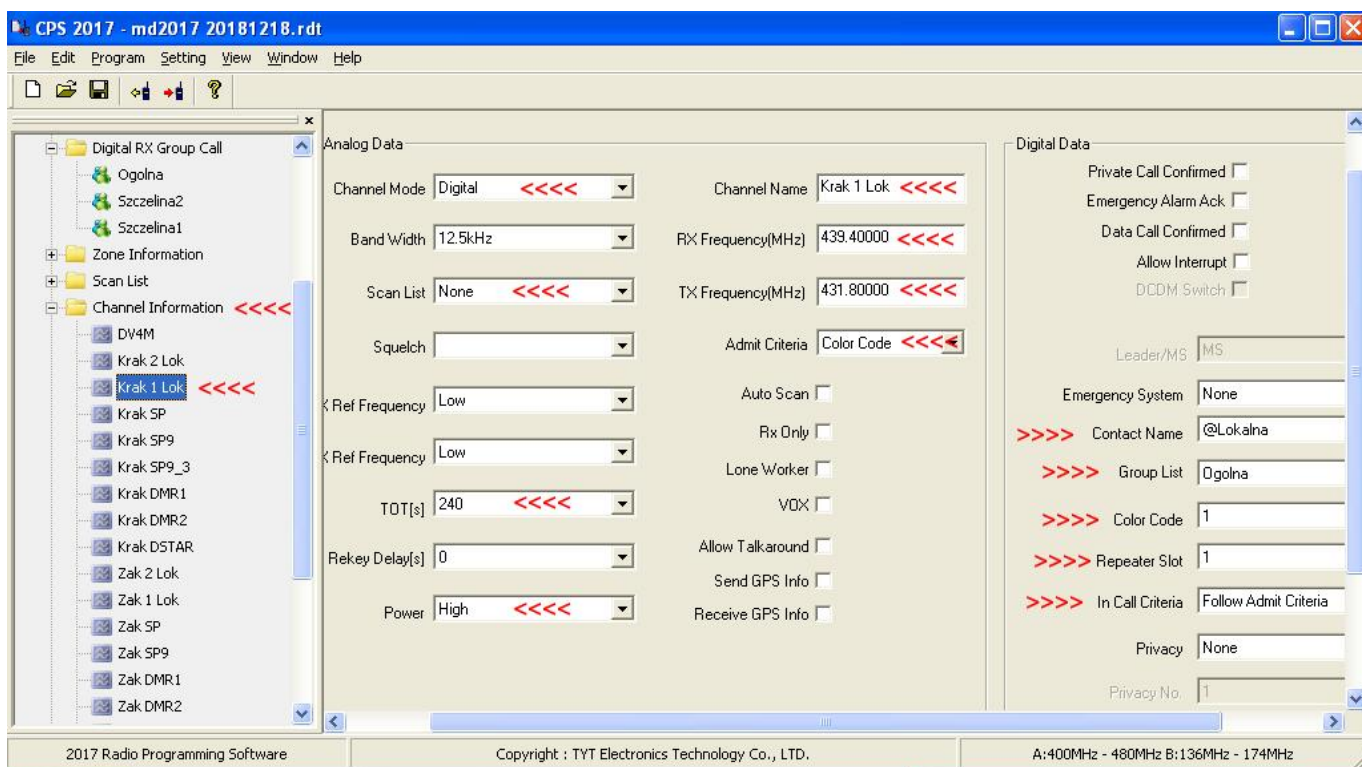 CPS 2017 - md2017 20181218.rdt
File Edit Program Setting View Window Help
Digital RX Group Call
Ogolna
Szczelina2
Szczelina1
Zone Information
Scan List
Channel Information <<<<
DV4M
Krak 2 Lok
Krak 1 Lok <<<<
Krak SP
Krak SP9
Krak SP9_3
Krak DMR1
Krak DMR2
Krak DSTAR
Zak 2 Lok
Zak 1 Lok
Zak SP
Zak SP9
Zak DMR1
Zak DMR2
Analog Data
Channel Mode Digital <<<<
Band Width 12.5kHz
Scan List None <<<<
Squelch
X Ref Frequency Low
X Ref Frequency Low
TOT[s] 240 <<<<
Rekey Delay[s] 0
Power High <<<<
Channel Name Krak 1 Lok <<<<
RX Frequency(MHz) 439.40000 <<<<
TX Frequency(MHz) 431.80000 <<<<
Admit Criteria Color Code <<<<
Auto Scan
Rx Only
Lone Worker
VOX
Allow Talkaround
Send GPS Info
Receive GPS Info
Digital Data
Private Call Confirmed
Emergency Alarm Ack
Data Call Confirmed
Allow Interrupt
DCDM Switch
Leader/MS MS
Emergency System None
>>>> Contact Name @Lokalna
>>>> Group List Ogolna
>>>> Color Code 1
>>>> Repeater Slot 1
>>>> In Call Criteria Follow Admit Criteria
Privacy None
Privacy No. 1
2017 Radio Programming Software
Copyright : TYT Electronics Technology Co., LTD.
A:400MHz - 480MHz B:136MHz - 174MHz